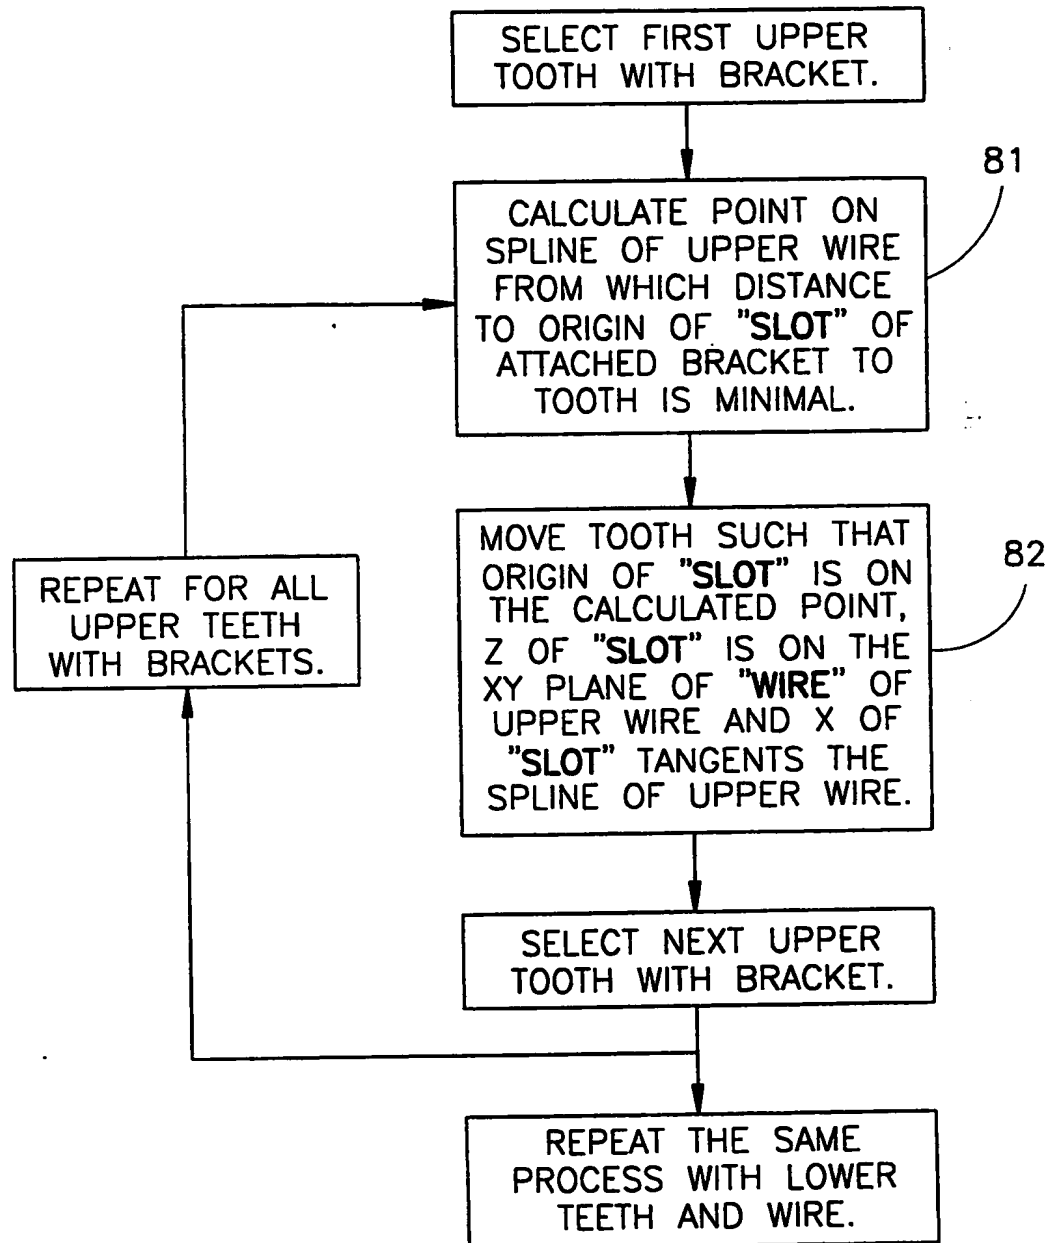 SELECT FIRST UPPER
TOOTH WITH BRACKET.
81
CALCULATE POINT ON
SPLINE OF UPPER WIRE
FROM WHICH DISTANCE
TO ORIGIN OF "SLOT" OF
ATTACHED BRACKET TO
TOOTH IS MINIMAL.
82
MOVE TOOTH SUCH THAT
ORIGIN OF "SLOT" IS ON
THE CALCULATED POINT,
Z OF "SLOT" IS ON THE
XY PLANE OF "WIRE" OF
UPPER WIRE AND X OF
"SLOT" TANGENTS THE
SPLINE OF UPPER WIRE.
REPEAT FOR ALL
UPPER TEETH
WITH BRACKETS.
SELECT NEXT UPPER
TOOTH WITH BRACKET.
REPEAT THE SAME
PROCESS WITH LOWER
TEETH AND WIRE.